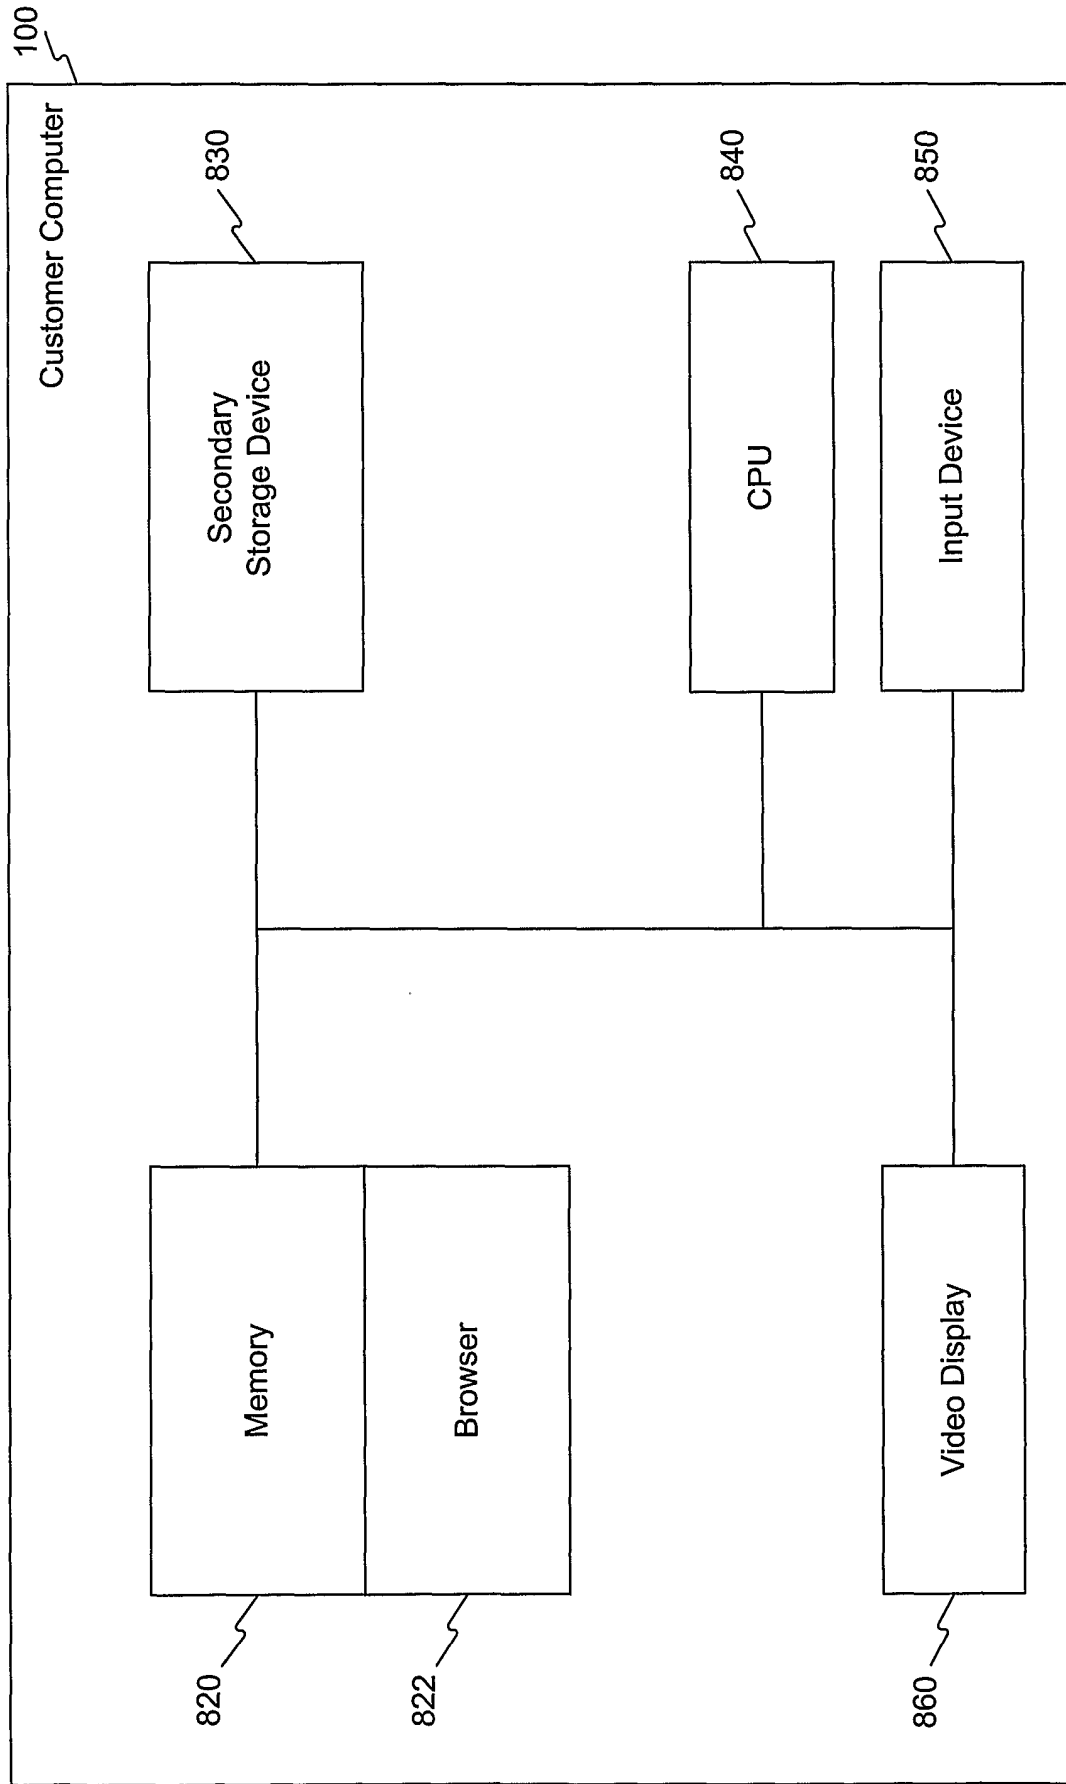 Customer Computer
100
820
Memory
822
Browser
Secondary
Storage Device
830
CPU
840
860
Video Display
Input Device
850